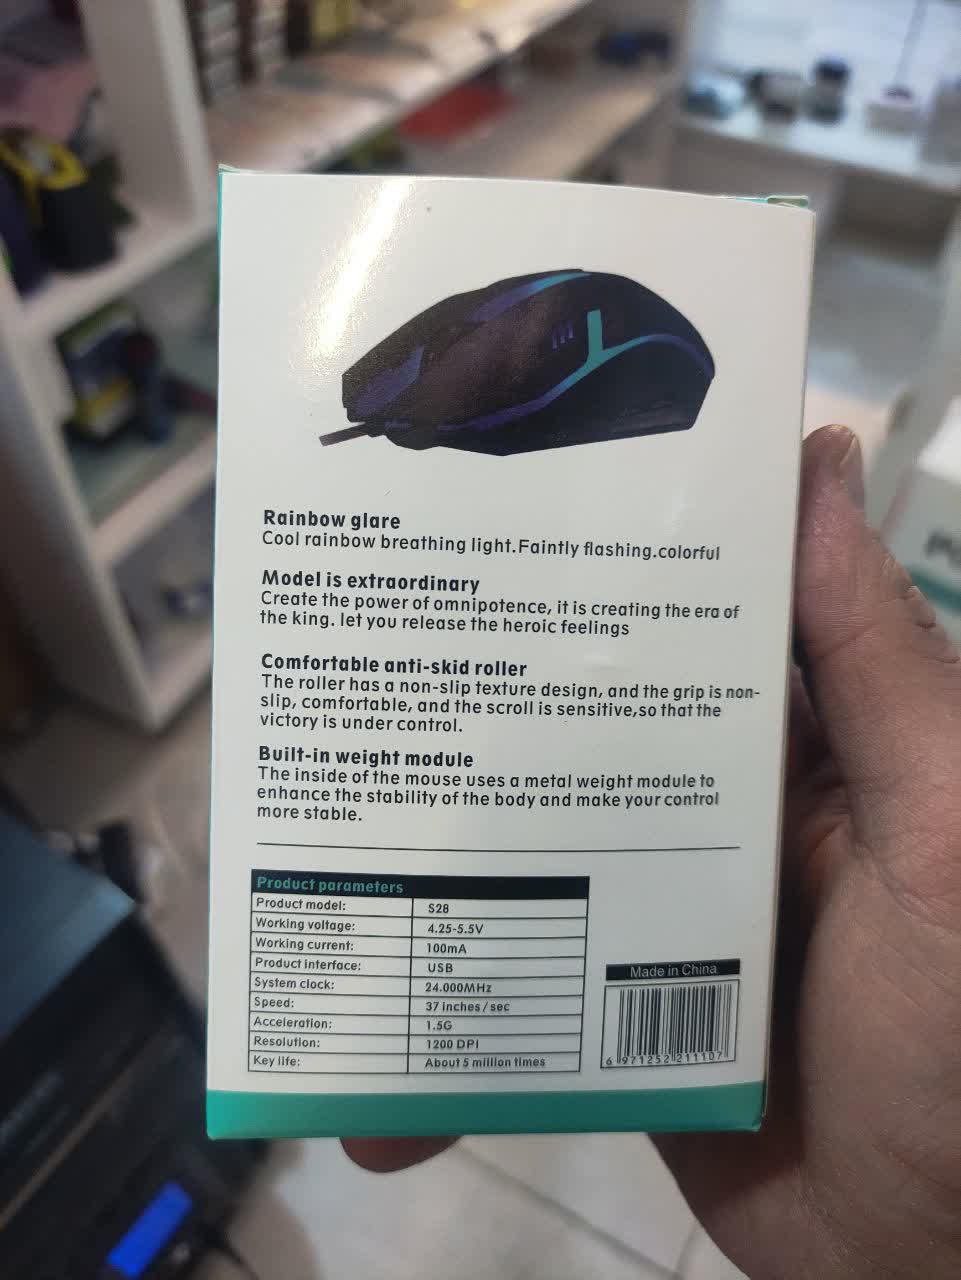 Rainbow glare
Cool rainbow breathing light.Faintly flashing.colorful
Model is extraordinary
Create the power of omnipotence, it is creating the era of
the king. let you release the heroic feelings
Comfortable anti-skid roller
The roller has a non-slip texture design, and the grip is non-
slip, comfortable, and the scroll is sensitive,so that the
victory is under control.
Built-in weight module
The inside of the mouse uses a metal weight module to
enhance the stability of the body and make your control
more stable.
Product parameters
Product model: S28
Working voltage: 4.25-5.5V
Working current: 100mA
Product interface: USB
System clock: 24.000MHz
Speed: 37 inches/sec
Acceleration: 1.5G
Resolution: 1200 DPI
Key life: About 5 million times
Made in China
6 971252 211107